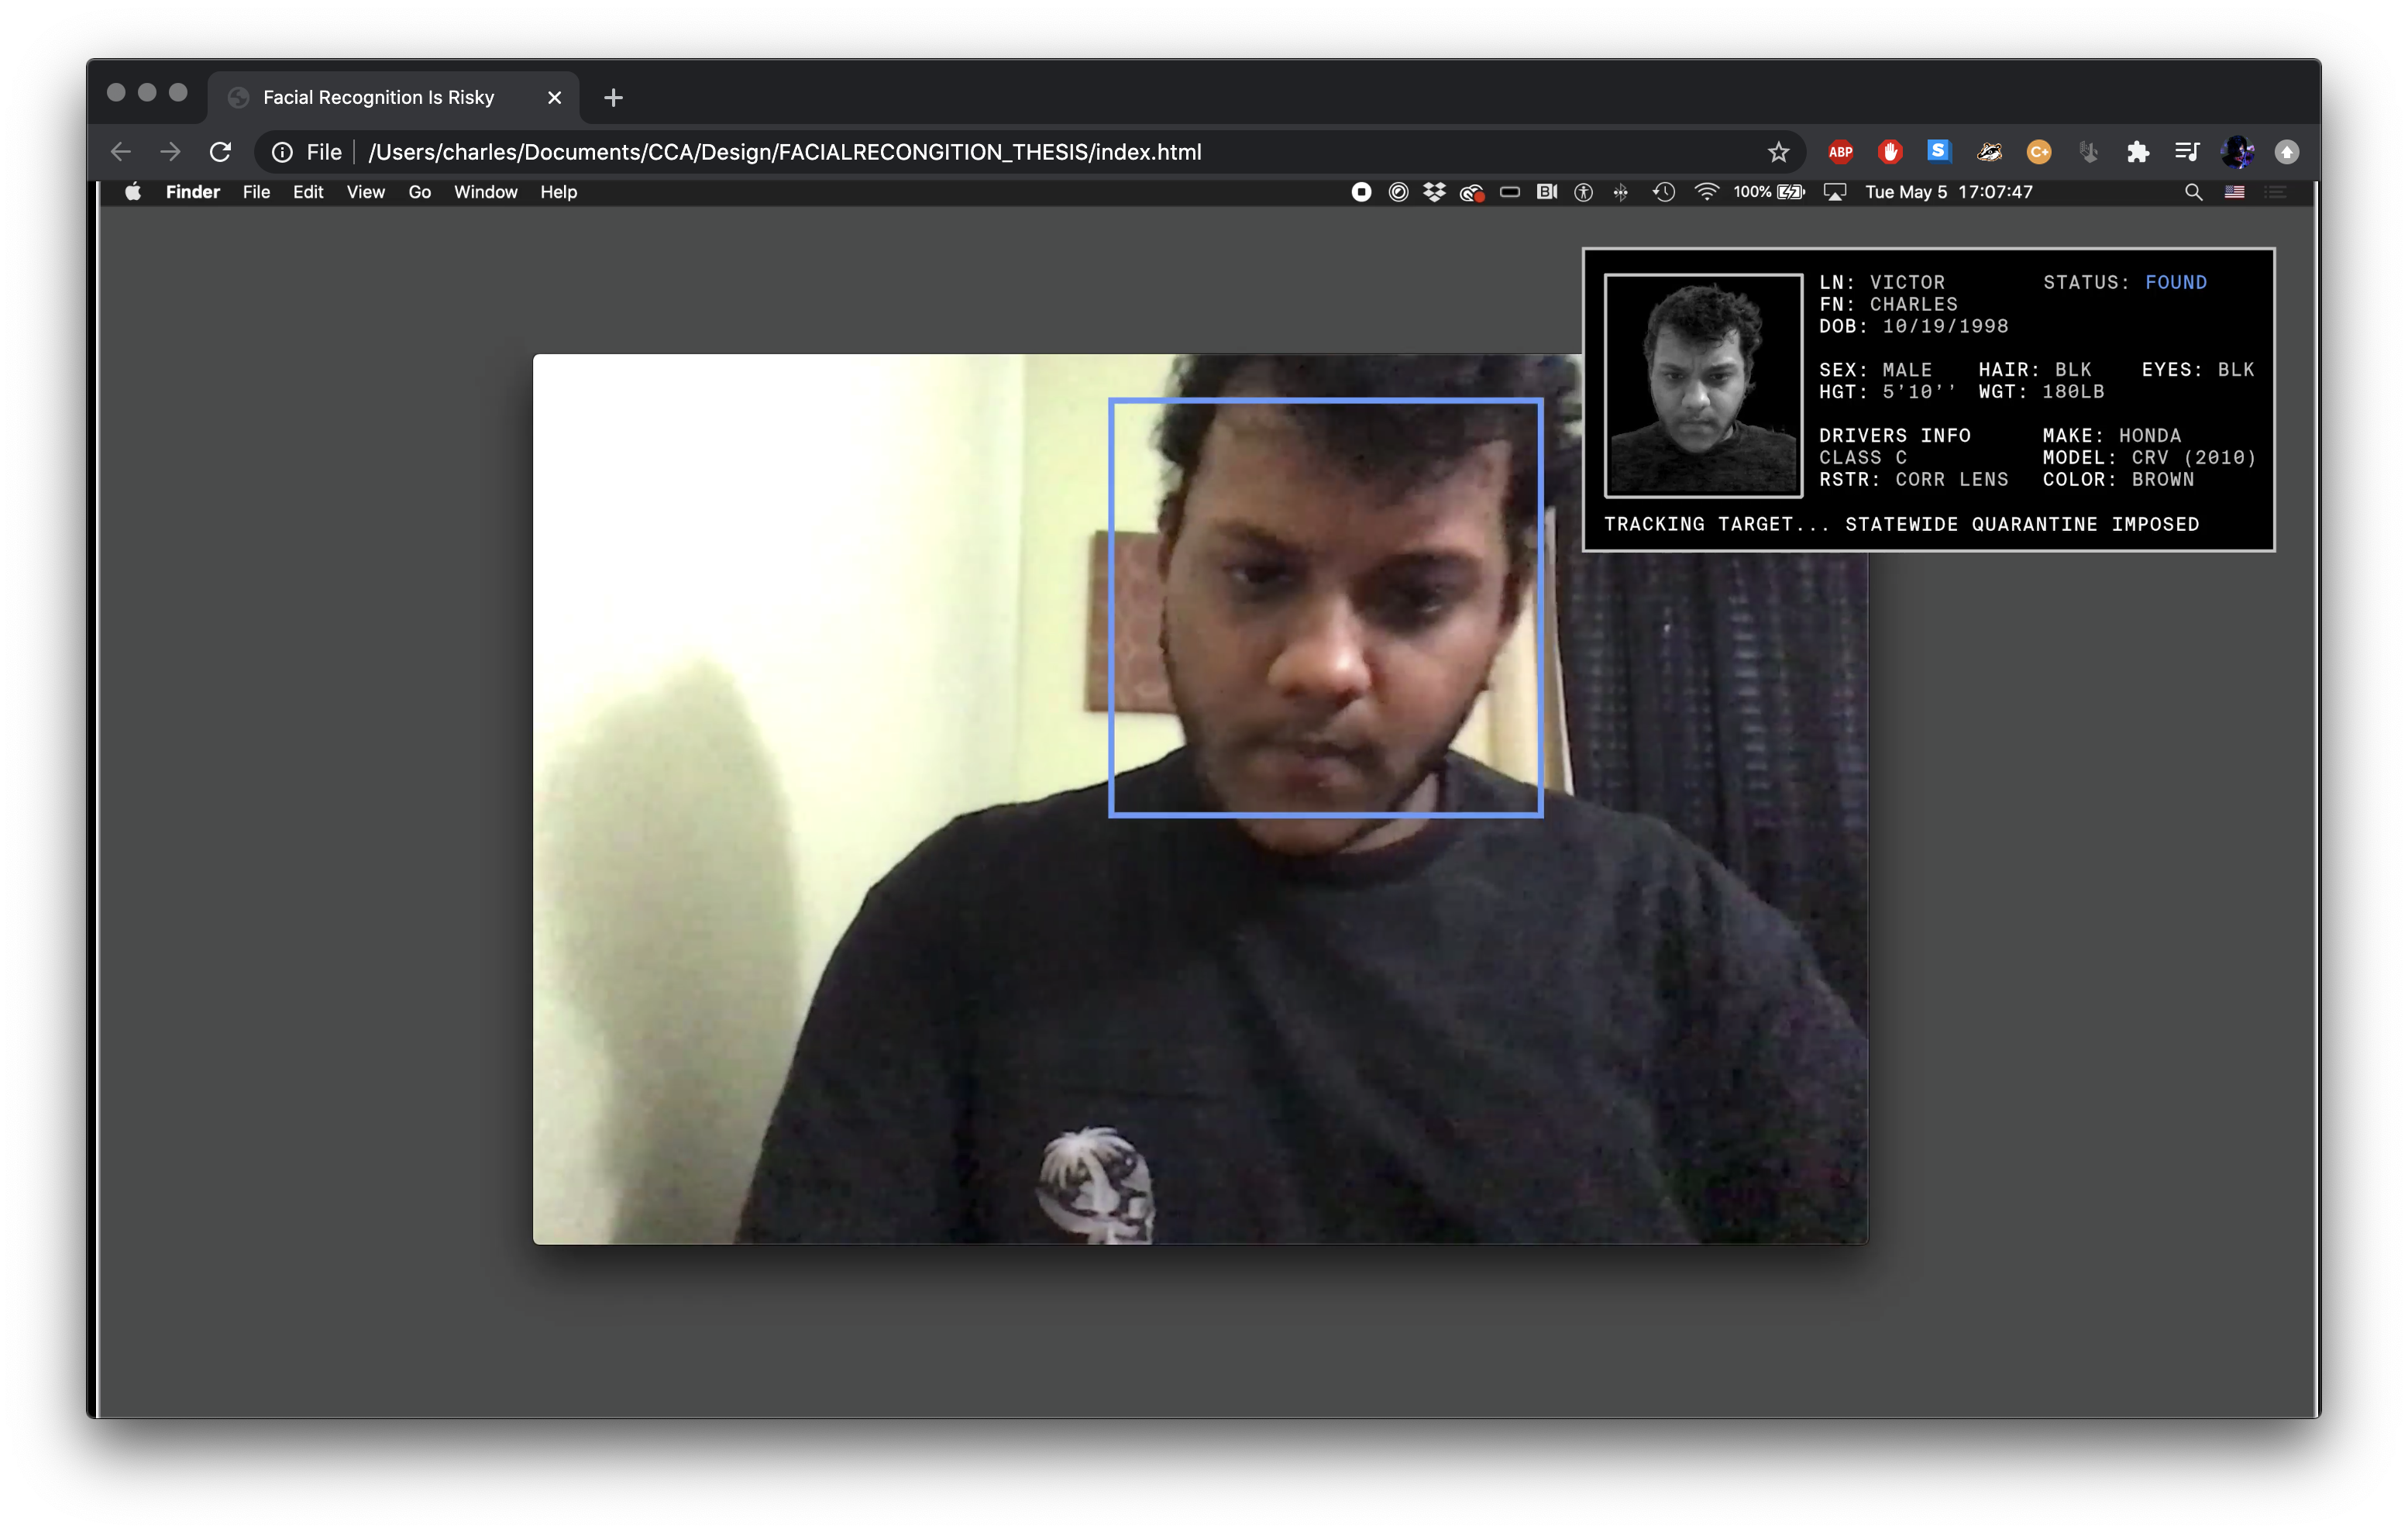 Facial Recognition Is Risky
File /Users/charles/Documents/CCA/Design/FACIALRECONGITION_THESIS/index.html
ABP S C+
Finder File Edit View Go Window Help 100% Tue May 5 17:07:47
LN: VICTOR STATUS: FOUND
FN: CHARLES
DOB: 10/19/1998
SEX: MALE HAIR: BLK EYES: BLK
HGT: 5'10'' WGT: 180LB
DRIVERS INFO MAKE: HONDA
CLASS C MODEL: CRV (2010)
RSTR: CORR LENS COLOR: BROWN
TRACKING TARGET... STATEWIDE QUARANTINE IMPOSED